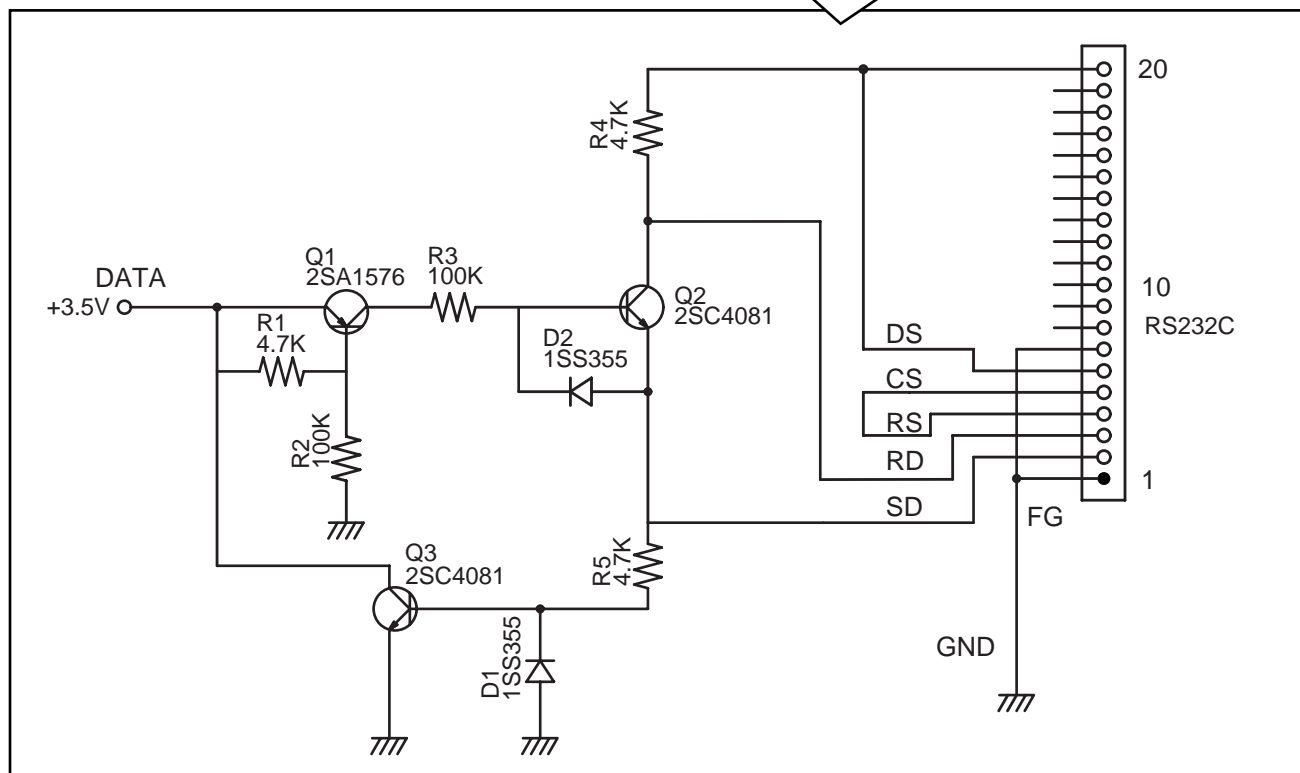 20
R4
4.7K
Q1
2SA1576
R3
100K
DATA
+3.5V
Q2
2SC4081
10
RS232C
R1
4.7K
D2
1SS355
DS
CS
RS
R2
100K
RD
1
SD
FG
Q3
2SC4081
R5
4.7K
D1
1SS355
GND